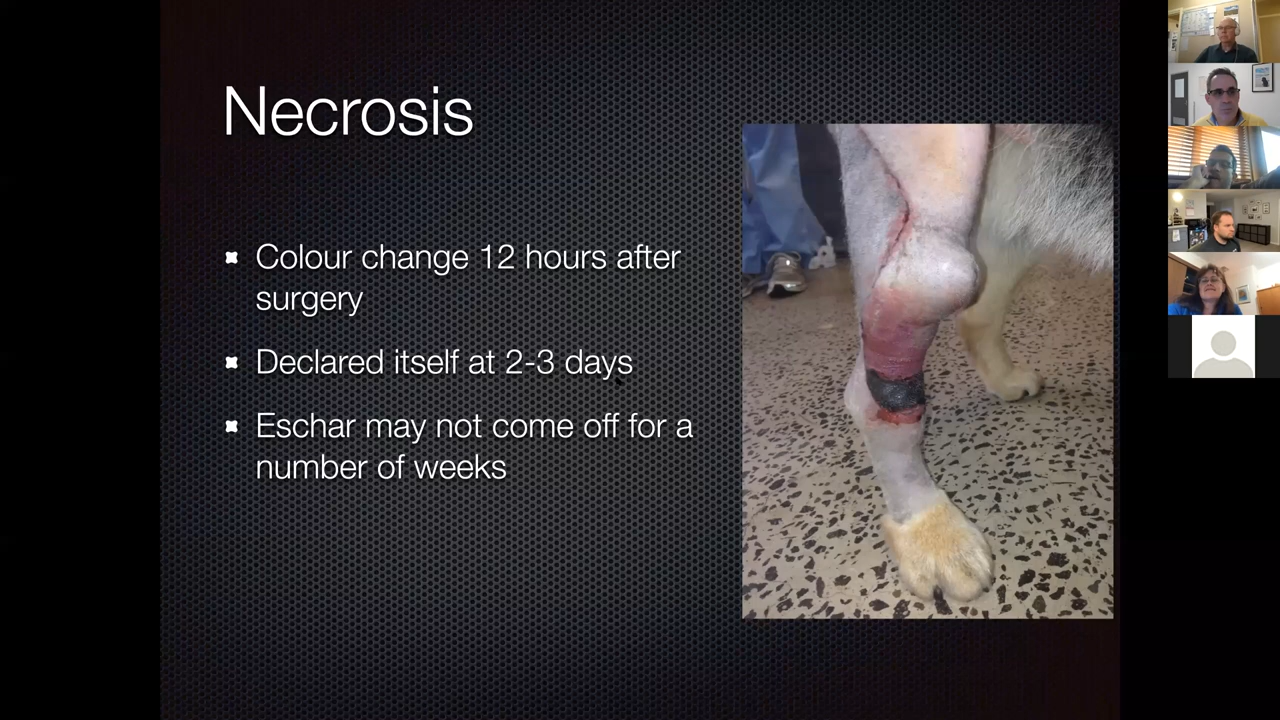 Necrosis
Colour change 12 hours after
surgery
Declared itself at 2-3 days
Eschar may not come off for a
number of weeks